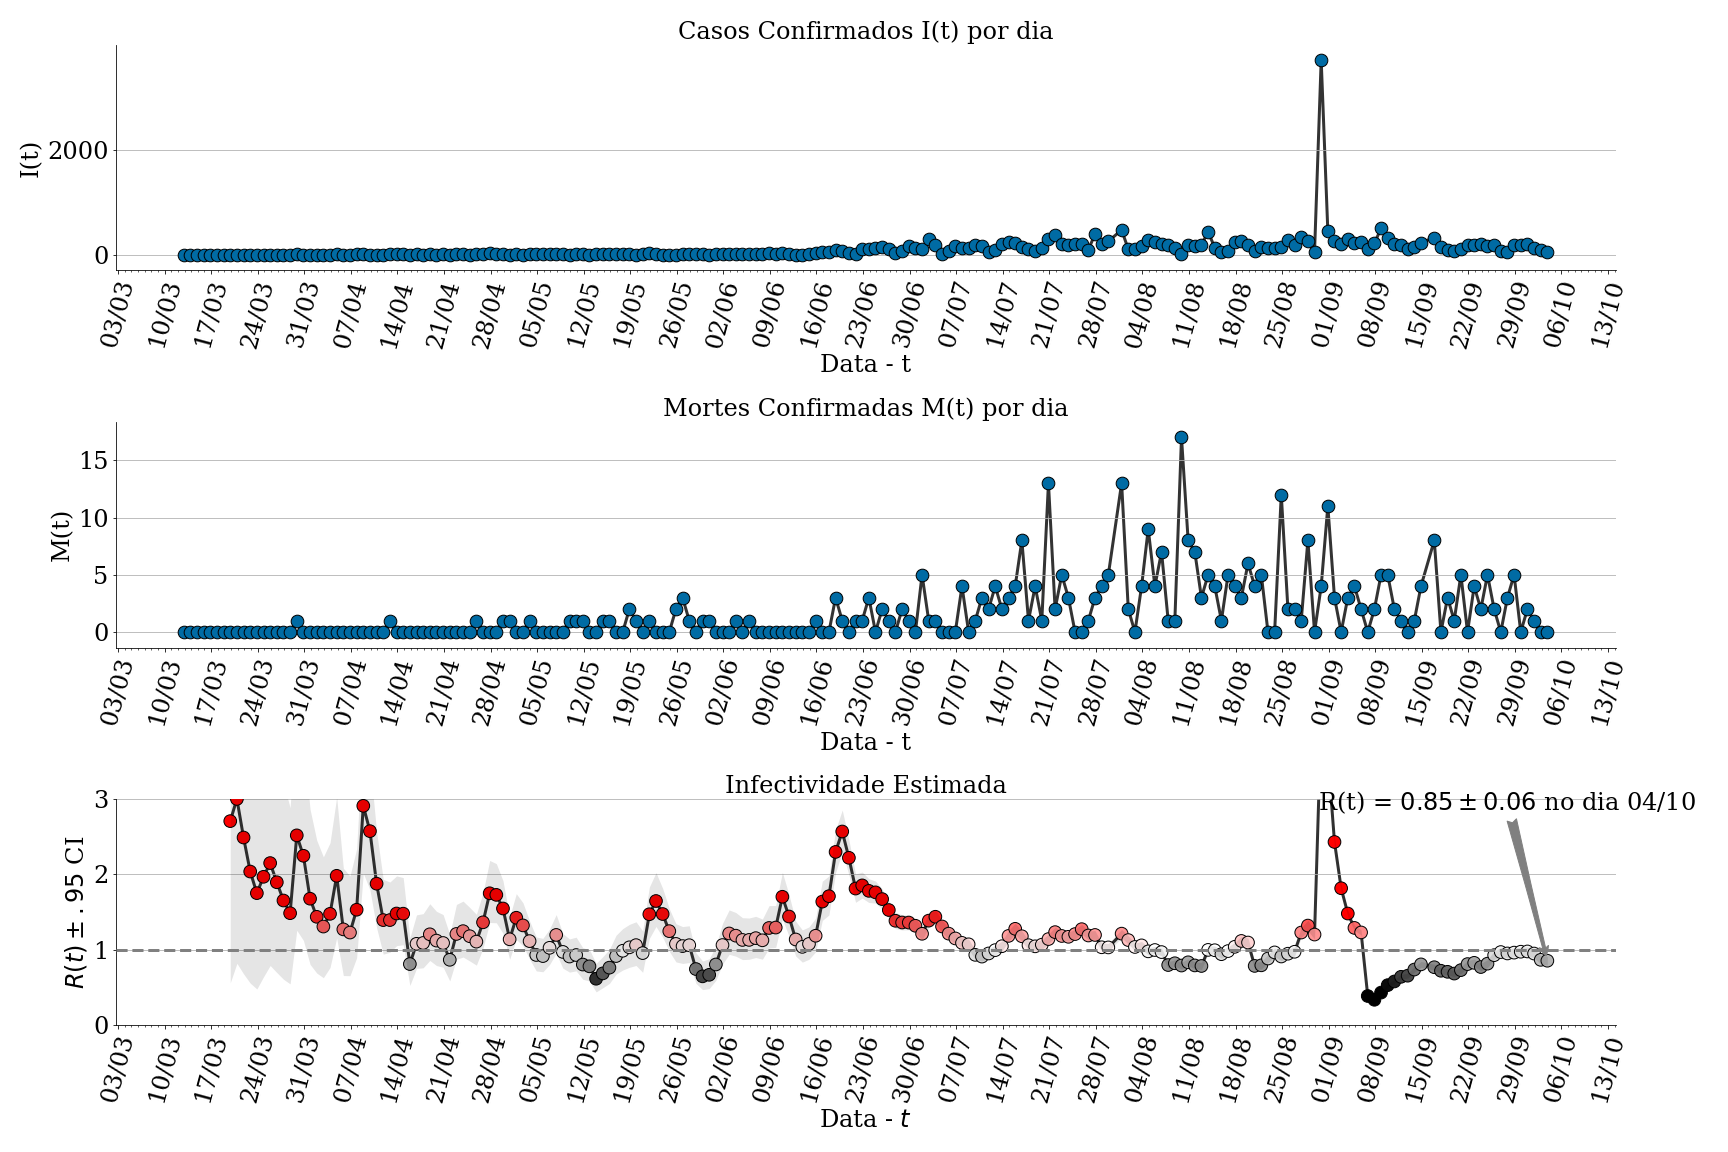 Casos Confirmados I(t) por dia
I(t)
2000
0
03/03 10/03 17/03 24/03 31/03 07/04 14/04 21/04 28/04 05/05 12/05 19/05 26/05 02/06 09/06 16/06 23/06 30/06 07/07 14/07 21/07 28/07 04/08 11/08 18/08 25/08 01/09 08/09 15/09 22/09 29/09 06/10 13/10
Data - t
Mortes Confirmadas M(t) por dia
M(t)
15
10
5
0
03/03 10/03 17/03 24/03 31/03 07/04 14/04 21/04 28/04 05/05 12/05 19/05 26/05 02/06 09/06 16/06 23/06 30/06 07/07 14/07 21/07 28/07 04/08 11/08 18/08 25/08 01/09 08/09 15/09 22/09 29/09 06/10 13/10
Data - t
Infectividade Estimada
R(t) = 0.85 ± 0.06 no dia 04/10
R(t) ± .95 CI
3
2
1
0
03/03 10/03 17/03 24/03 31/03 07/04 14/04 21/04 28/04 05/05 12/05 19/05 26/05 02/06 09/06 16/06 23/06 30/06 07/07 14/07 21/07 28/07 04/08 11/08 18/08 25/08 01/09 08/09 15/09 22/09 29/09 06/10 13/10
Data - t